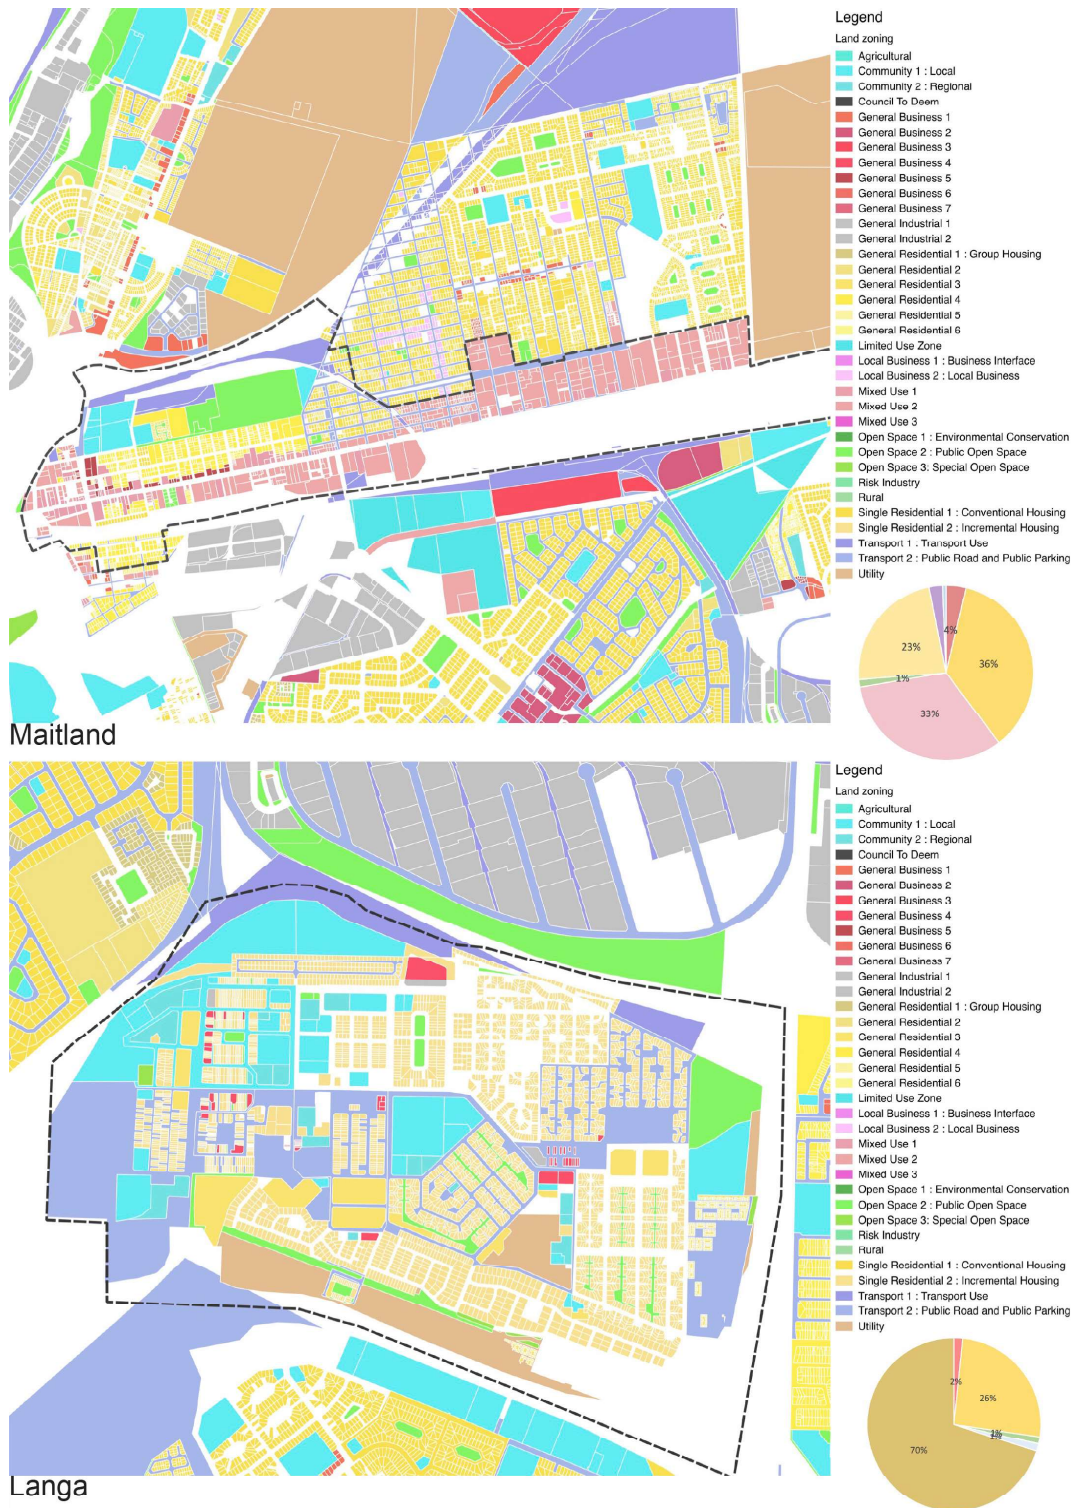 Legend
Land zoning
Agricultural
Community 1 : Local
Community 2 : Regional
Council To Deem
General Business 1
General Business 2
General Business 3
General Business 4
General Business 5
General Business 6
General Business 7
General Industrial 1
General Industrial 2
General Residential 1 : Group Housing
General Residential 2
General Residential 3
General Residential 4
General Residential 5
General Residential 6
Limited Use Zone
Local Business 1 : Business Interface
Local Business 2 : Local Business
Mixed Use 1
Mixed Use 2
Mixed Use 3
Open Space 1 : Environmental Conservation
Open Space 2 : Public Open Space
Open Space 3: Special Open Space
Risk Industry
Rural
Single Residential 1 : Conventional Housing
Single Residential 2 : Incremental Housing
Transport 1 : Transport Use
Transport 2 : Public Road and Public Parking
Utility
4%
23%
36%
1%
33%
Maitland
Legend
Land zoning
Agricultural
Community 1 : Local
Community 2 : Regional
Council To Deem
General Business 1
General Business 2
General Business 3
General Business 4
General Business 5
General Business 6
General Business 7
General Industrial 1
General Industrial 2
General Residential 1 : Group Housing
General Residential 2
General Residential 3
General Residential 4
General Residential 5
General Residential 6
Limited Use Zone
Local Business 1 : Business Interface
Local Business 2 : Local Business
Mixed Use 1
Mixed Use 2
Mixed Use 3
Open Space 1 : Environmental Conservation
Open Space 2 : Public Open Space
Open Space 3: Special Open Space
Risk Industry
Rural
Single Residential 1 : Conventional Housing
Single Residential 2 : Incremental Housing
Transport 1 : Transport Use
Transport 2 : Public Road and Public Parking
Utility
2%
26%
70%
Langa